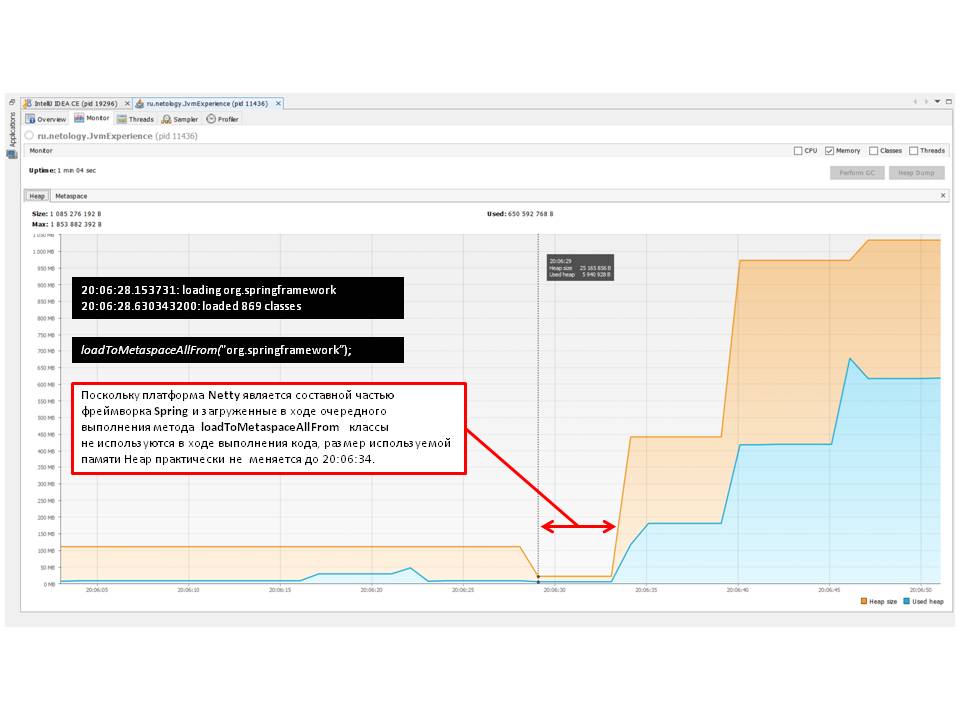 IntelliJ IDEA CE (pid 19296) ru.netology.JvmExperience (pid 11436)
Applications
Overview Monitor Threads Sampler Profiler
ru.netology.JvmExperience (pid 11436)
Monitor CPU Memory Classes Threads
Uptime: 1 min 04 sec Perform GC Heap Dump
Heap Metaspace
Size: 1 085 276 192 B Used: 650 592 768 B
Max: 1 853 882 392 B
1 050 MB
1 000 MB
950 MB
900 MB
850 MB
800 MB
750 MB
700 MB
650 MB
600 MB
550 MB
500 MB
450 MB
400 MB
350 MB
300 MB
250 MB
200 MB
150 MB
100 MB
50 MB
0 MB
20:06:29
Heap size 25 165 856 B
Used heap 5 940 928 B
20:06:28.153731: loading org.springframework
20:06:28.630343200: loaded 869 classes
loadToMetaspaceAllFrom("org.springframework");
Поскольку платформа Netty является составной частью
фреймворка Spring и загруженные в ходе очередного
выполнения метода loadToMetaspaceAllFrom классы
не используются в ходе выполнения кода, размер используемой
памяти Heap практически не меняется до 20:06:34.
20:06:05 20:06:10 20:06:15 20:06:20 20:06:25 20:06:30 20:06:35 20:06:40 20:06:45 20:06:50
Heap size Used heap